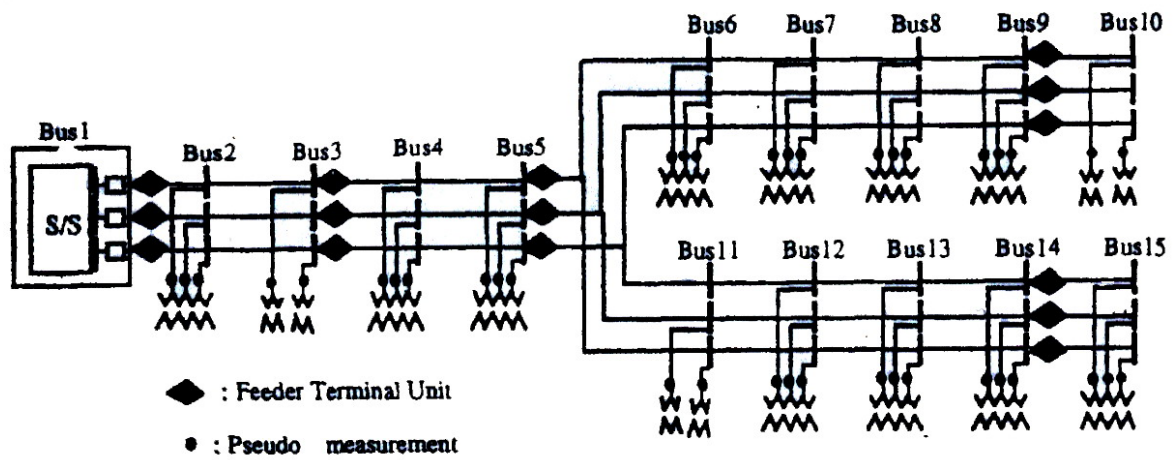 Bus6 Bus7 Bus8 Bus9 Bus10
Bus1
Bus2 Bus3 Bus4 Bus5
S/S
Bus11 Bus12 Bus13 Bus14 Bus15
: Feeder Terminal Unit
: Pseudo measurement